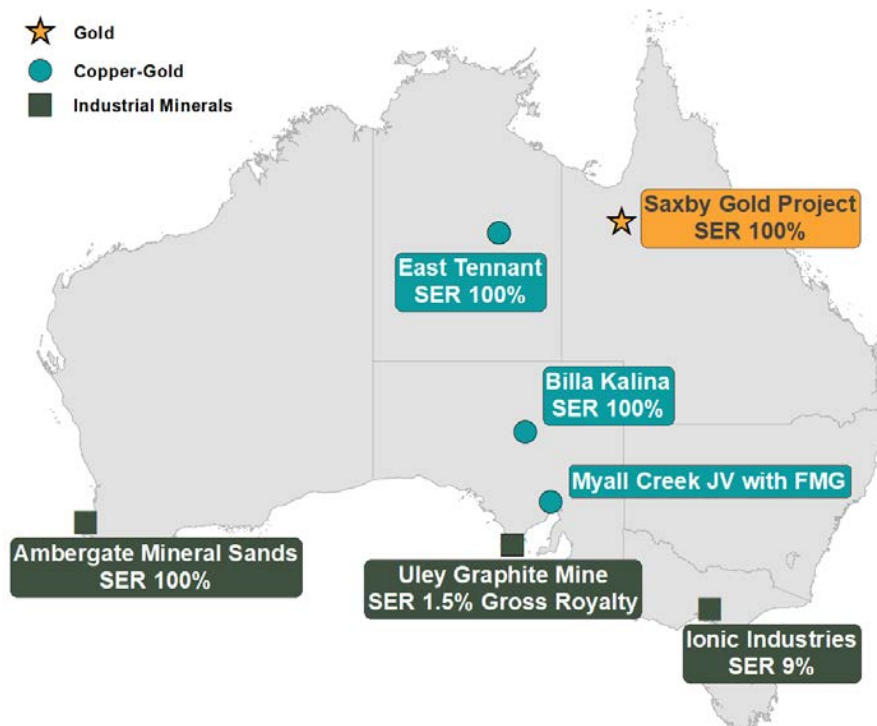 Gold
Copper-Gold
Industrial Minerals
Saxby Gold Project
SER 100%
East Tennant
SER 100%
Billa Kalina
SER 100%
Myall Creek JV with FMG
Ambergate Mineral Sands
SER 100%
Uley Graphite Mine
SER 1.5% Gross Royalty
Ionic Industries
SER 9%